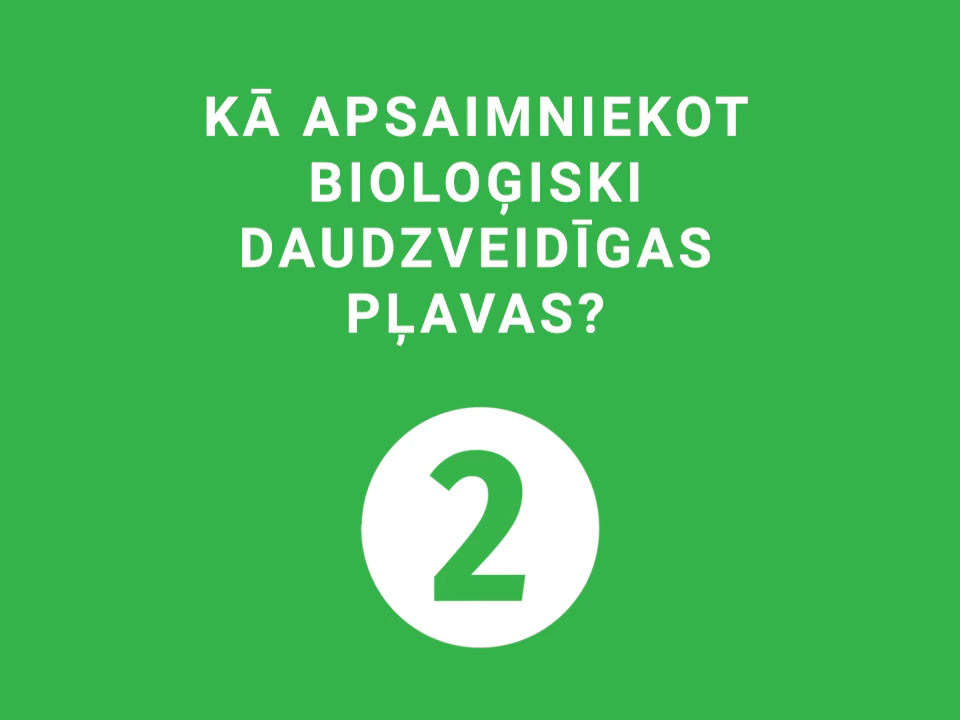 KĀ APSAIMNIEKOT
BIOLOĢISKI
DAUDZVEIDĪGAS
PĻAVAS?
2